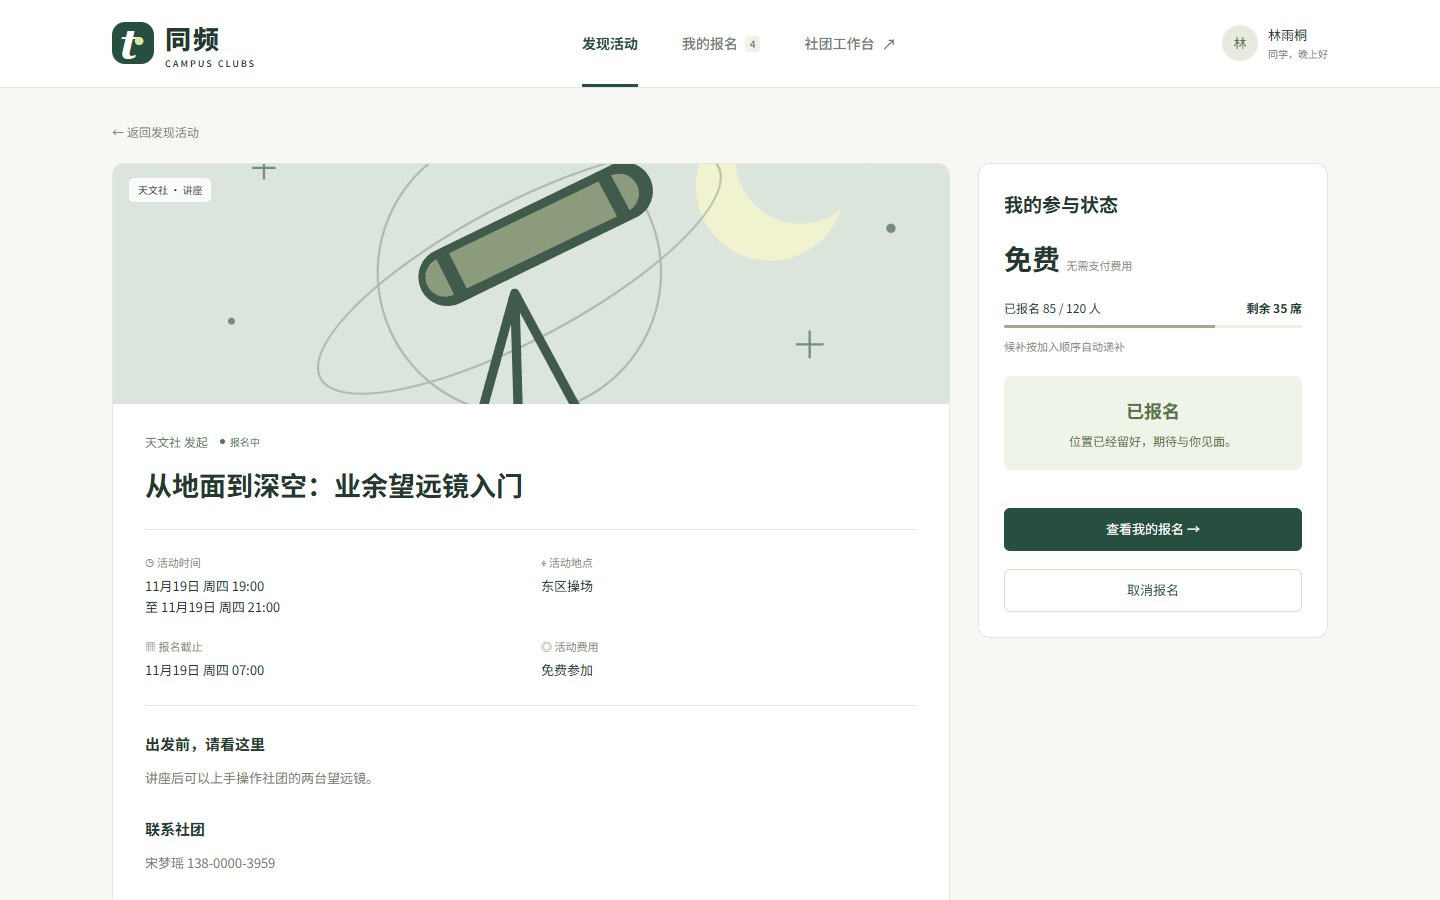 同频
CAMPUS CLUBS
发现活动
我的报名 4
社团工作台 ↗
林
林雨桐
同学，晚上好
← 返回发现活动
天文社 · 讲座
天文社 发起 • 报名中
从地面到深空：业余望远镜入门
◷ 活动时间
11月19日 周四 19:00
至 11月19日 周四 21:00
⌖ 活动地点
东区操场
▦ 报名截止
11月19日 周四 07:00
◎ 活动费用
免费参加
出发前，请看这里
讲座后可以上手操作社团的两台望远镜。
联系社团
宋梦瑶 138-0000-3959
我的参与状态
免费 无需支付费用
已报名 85 / 120 人
剩余 35 席
候补按加入顺序自动递补
已报名
位置已经留好，期待与你见面。
查看我的报名 →
取消报名